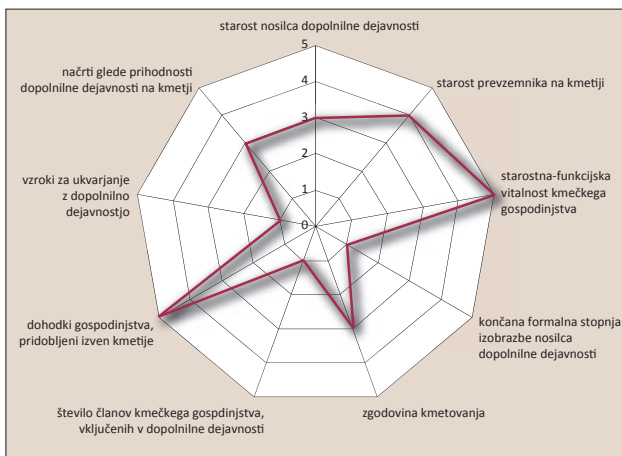 starost nosilca dopolnilne dejavnosti
5
4
3
2
1
0
starost prevzemnika na kmetiji
starostna-funkcijska
vitalnost kmečkega
gospodinjstva
končana formalna stopnja
izobrazbe nosilca
dopolnilne dejavnosti
zgodovina kmetovanja
število članov kmečkega gospdinjstva,
vključenih v dopolnilne dejavnosti
dohodki gospodinjstva,
pridobljeni izven kmetije
vzroki za ukvarjanje
z dopolnilno
dejavnostjo
načrti glede prihodnosti
dopolnilne dejavnosti na kmetji